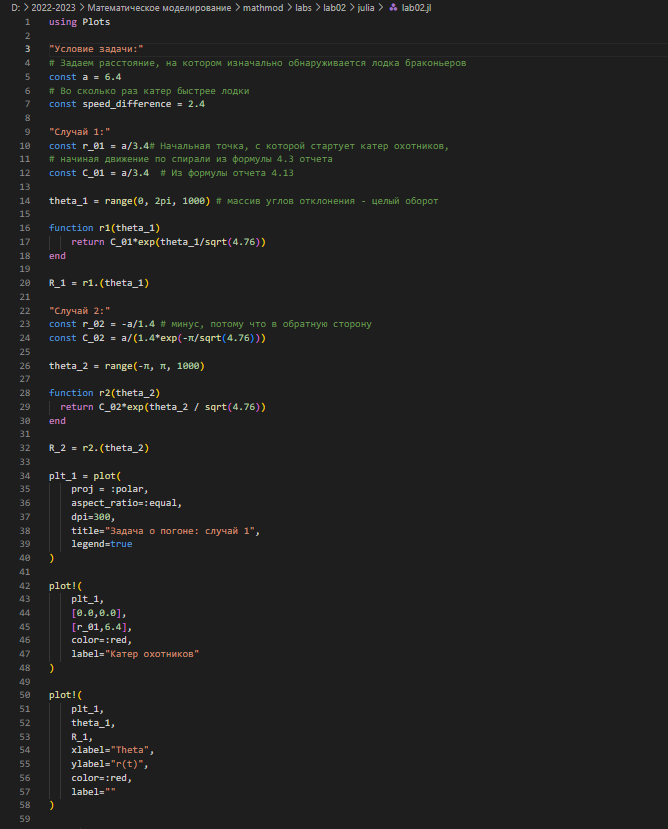 D: > 2022-2023 > Математическое моделирование > mathmod > labs > lab02 > julia > lab02.jl
1 using Plots
2
3 "Условие задачи:"
4 # Задаем расстояние, на котором изначально обнаруживается лодка браконьеров
5 const a = 6.4
6 # Во сколько раз катер быстрее лодки
7 const speed_difference = 2.4
8
9 "Случай 1:"
10 const r_01 = a/3.4# Начальная точка, с которой стартует катер охотников,
11 # начиная движение по спирали из формулы 4.3 отчета
12 const C_01 = a/3.4  # Из формулы отчета 4.13
13
14 theta_1 = range(0, 2pi, 1000) # массив углов отклонения - целый оборот
15
16 function r1(theta_1)
17     return C_01*exp(theta_1/sqrt(4.76))
18 end
19
20 R_1 = r1.(theta_1)
21
22 "Случай 2:"
23 const r_02 = -a/1.4 # минус, потому что в обратную сторону
24 const C_02 = a/(1.4*exp(-π/sqrt(4.76)))
25
26 theta_2 = range(-π, π, 1000)
27
28 function r2(theta_2)
29   return C_02*exp(theta_2 / sqrt(4.76))
30 end
31
32 R_2 = r2.(theta_2)
33
34 plt_1 = plot(
35     proj = :polar,
36     aspect_ratio=:equal,
37     dpi=300,
38     title="Задача о погоне: случай 1",
39     legend=true
40 )
41
42 plot!(
43     plt_1,
44     [0.0,0.0],
45     [r_01,6.4],
46     color=:red,
47     label="Катер охотников"
48 )
49
50 plot!(
51     plt_1,
52     theta_1,
53     R_1,
54     xlabel="Theta",
55     ylabel="r(t)",
56     color=:red,
57     label=""
58 )
59